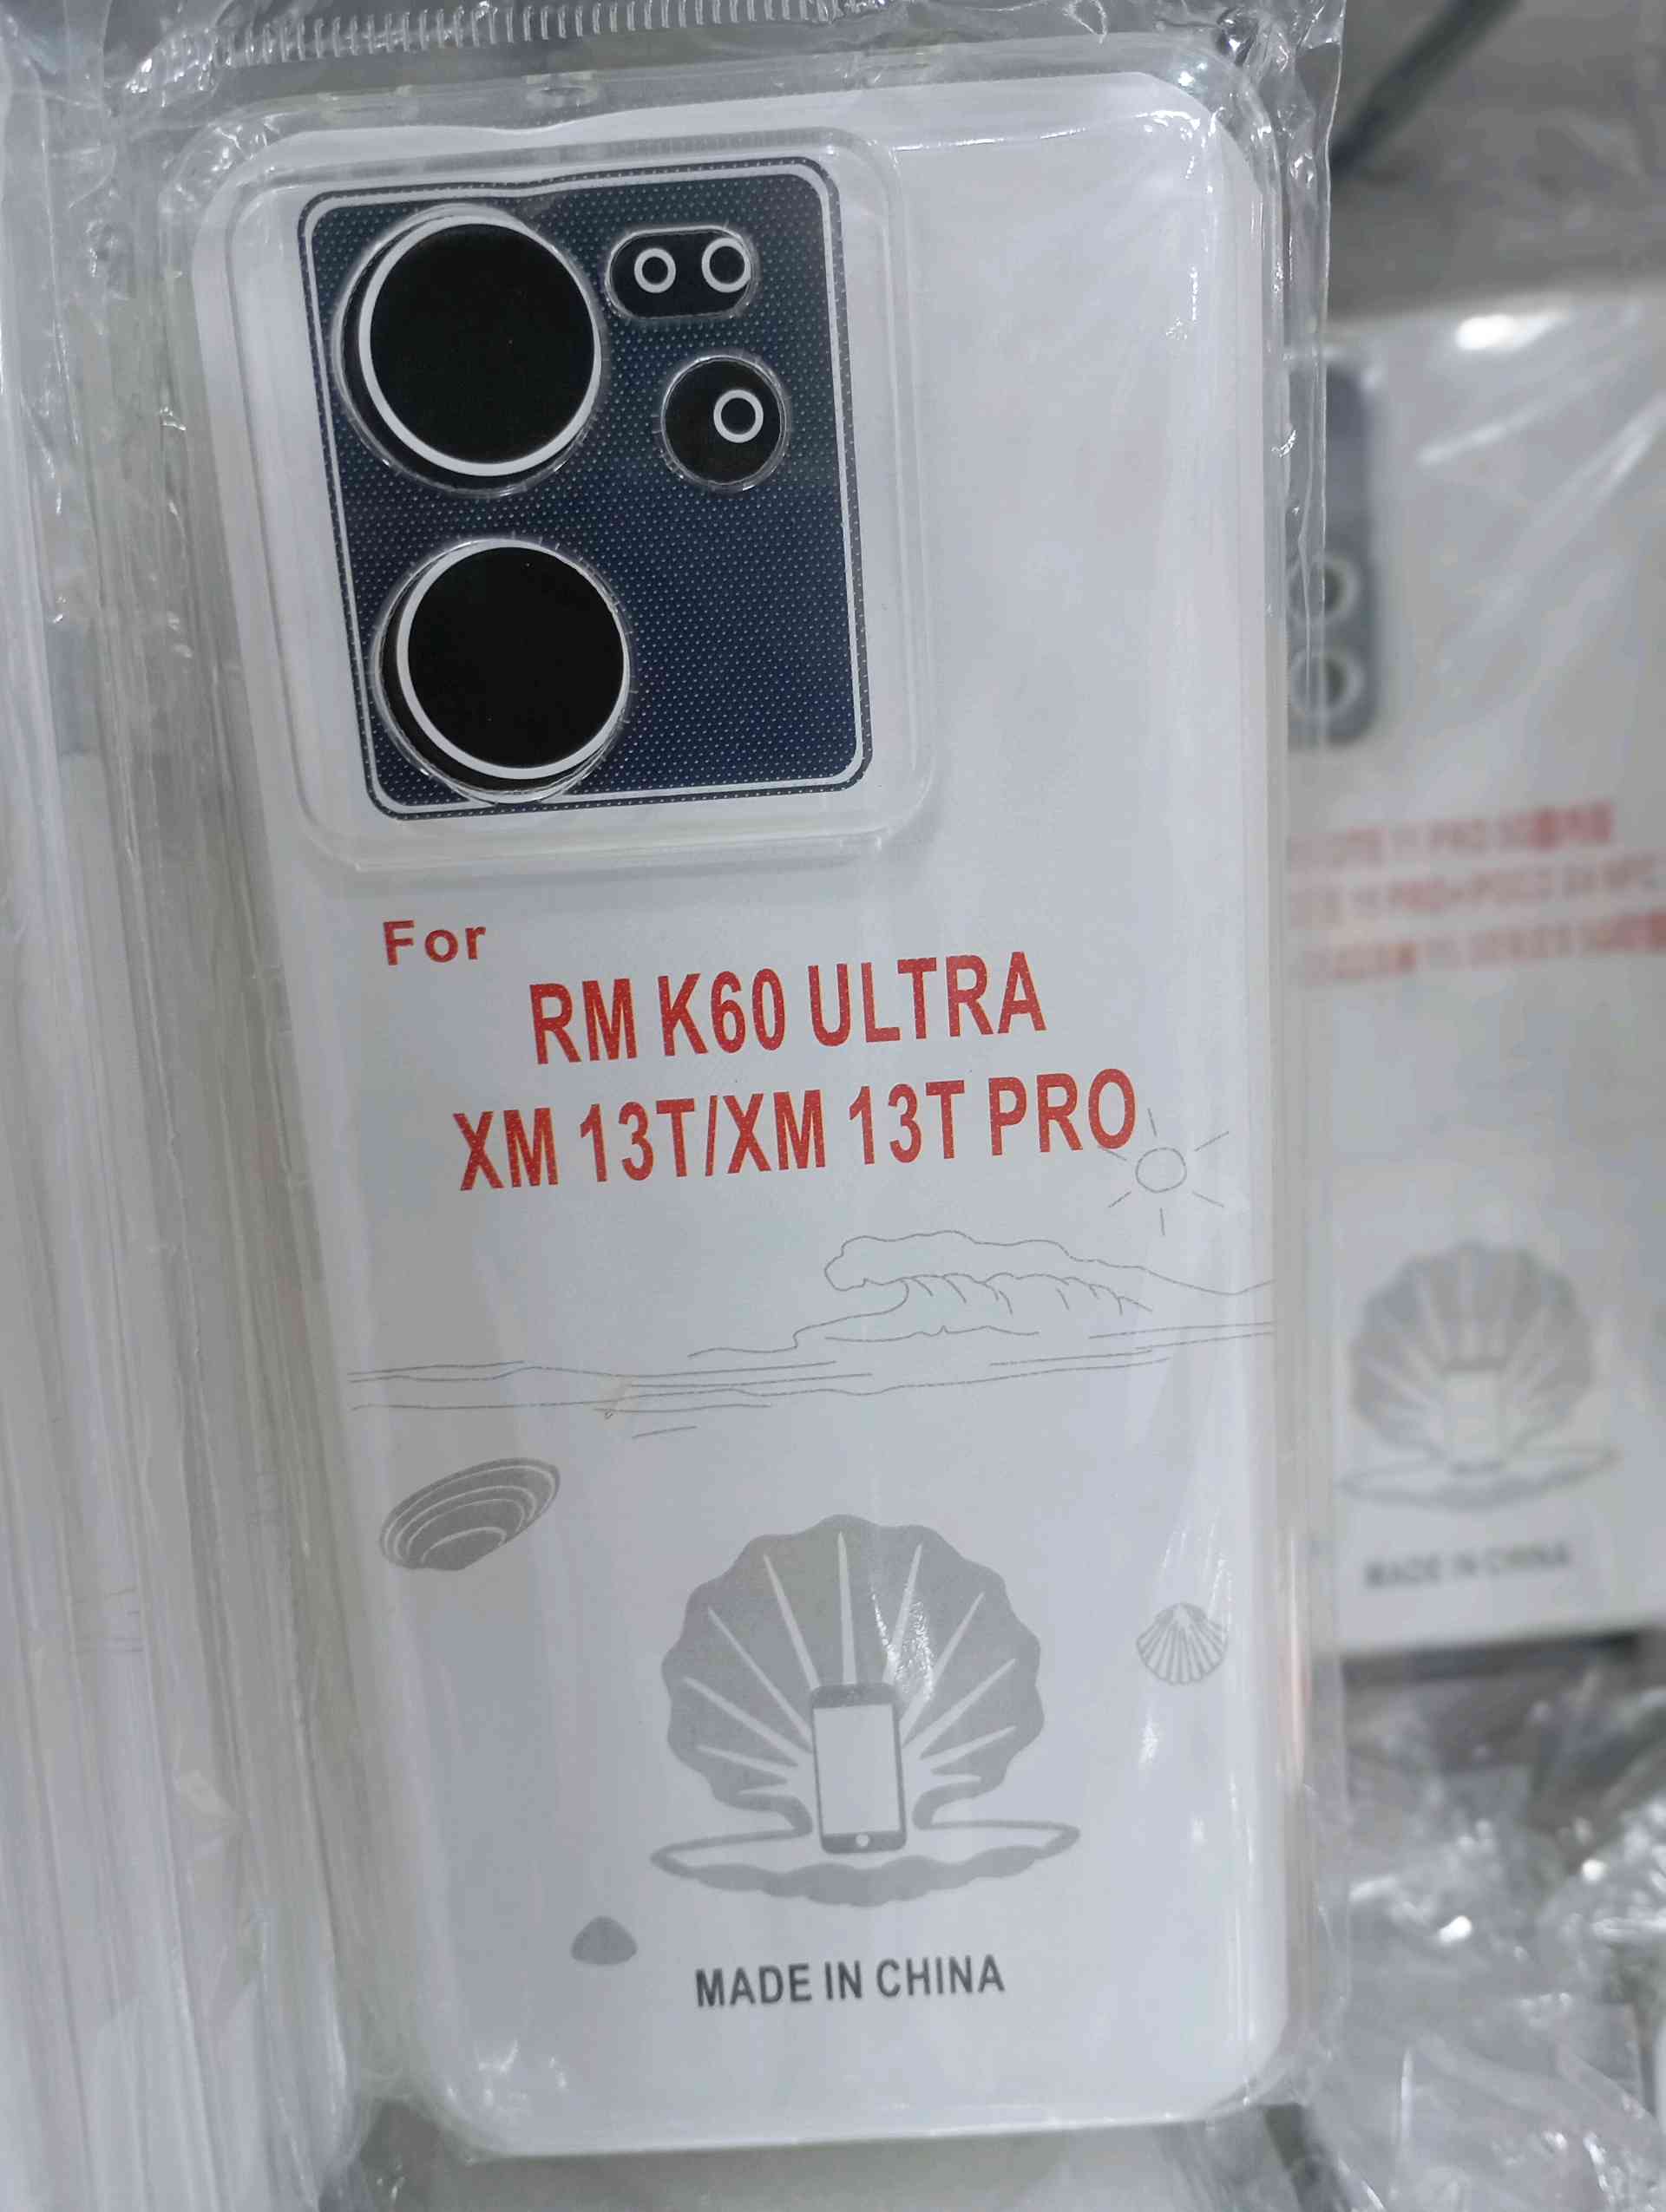 For
RM K60 ULTRA
XM 13T/XM 13T PRO
MADE IN CHINA
MADE IN CHINA